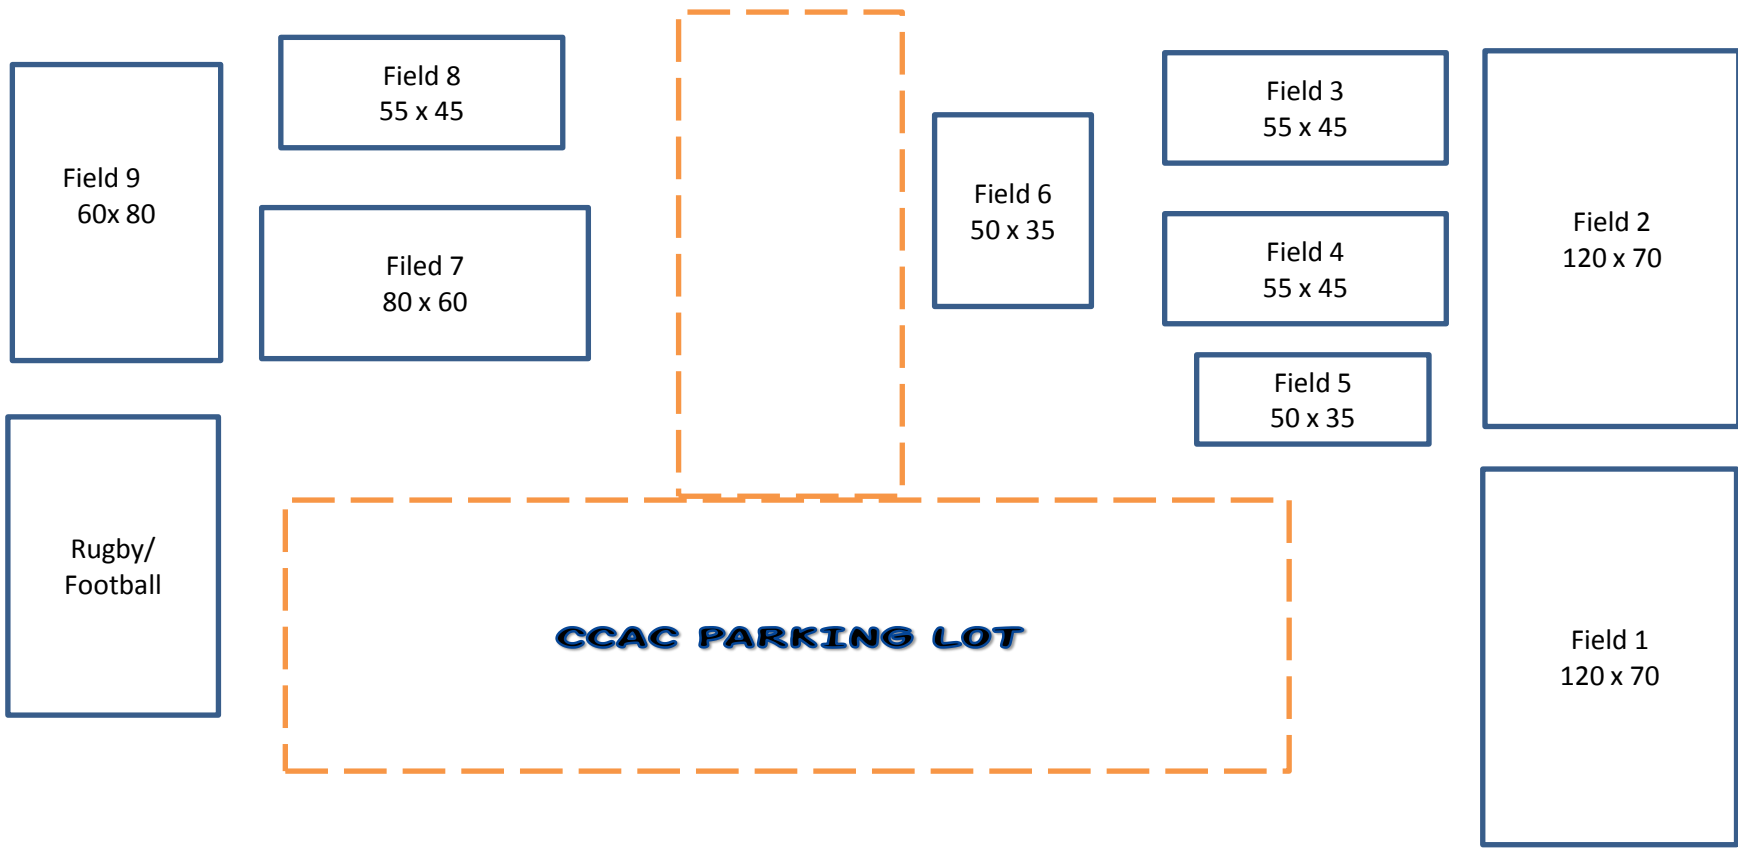 Field 8
55 x 45
Field 3
55 x 45
Field 9
60x 80
Field 6
50 x 35
Field 2
120 x 70
Filed 7
80 x 60
Field 4
55 x 45
Field 5
50 x 35
Rugby/
Football
CCAC PARKING LOT
Field 1
120 x 70